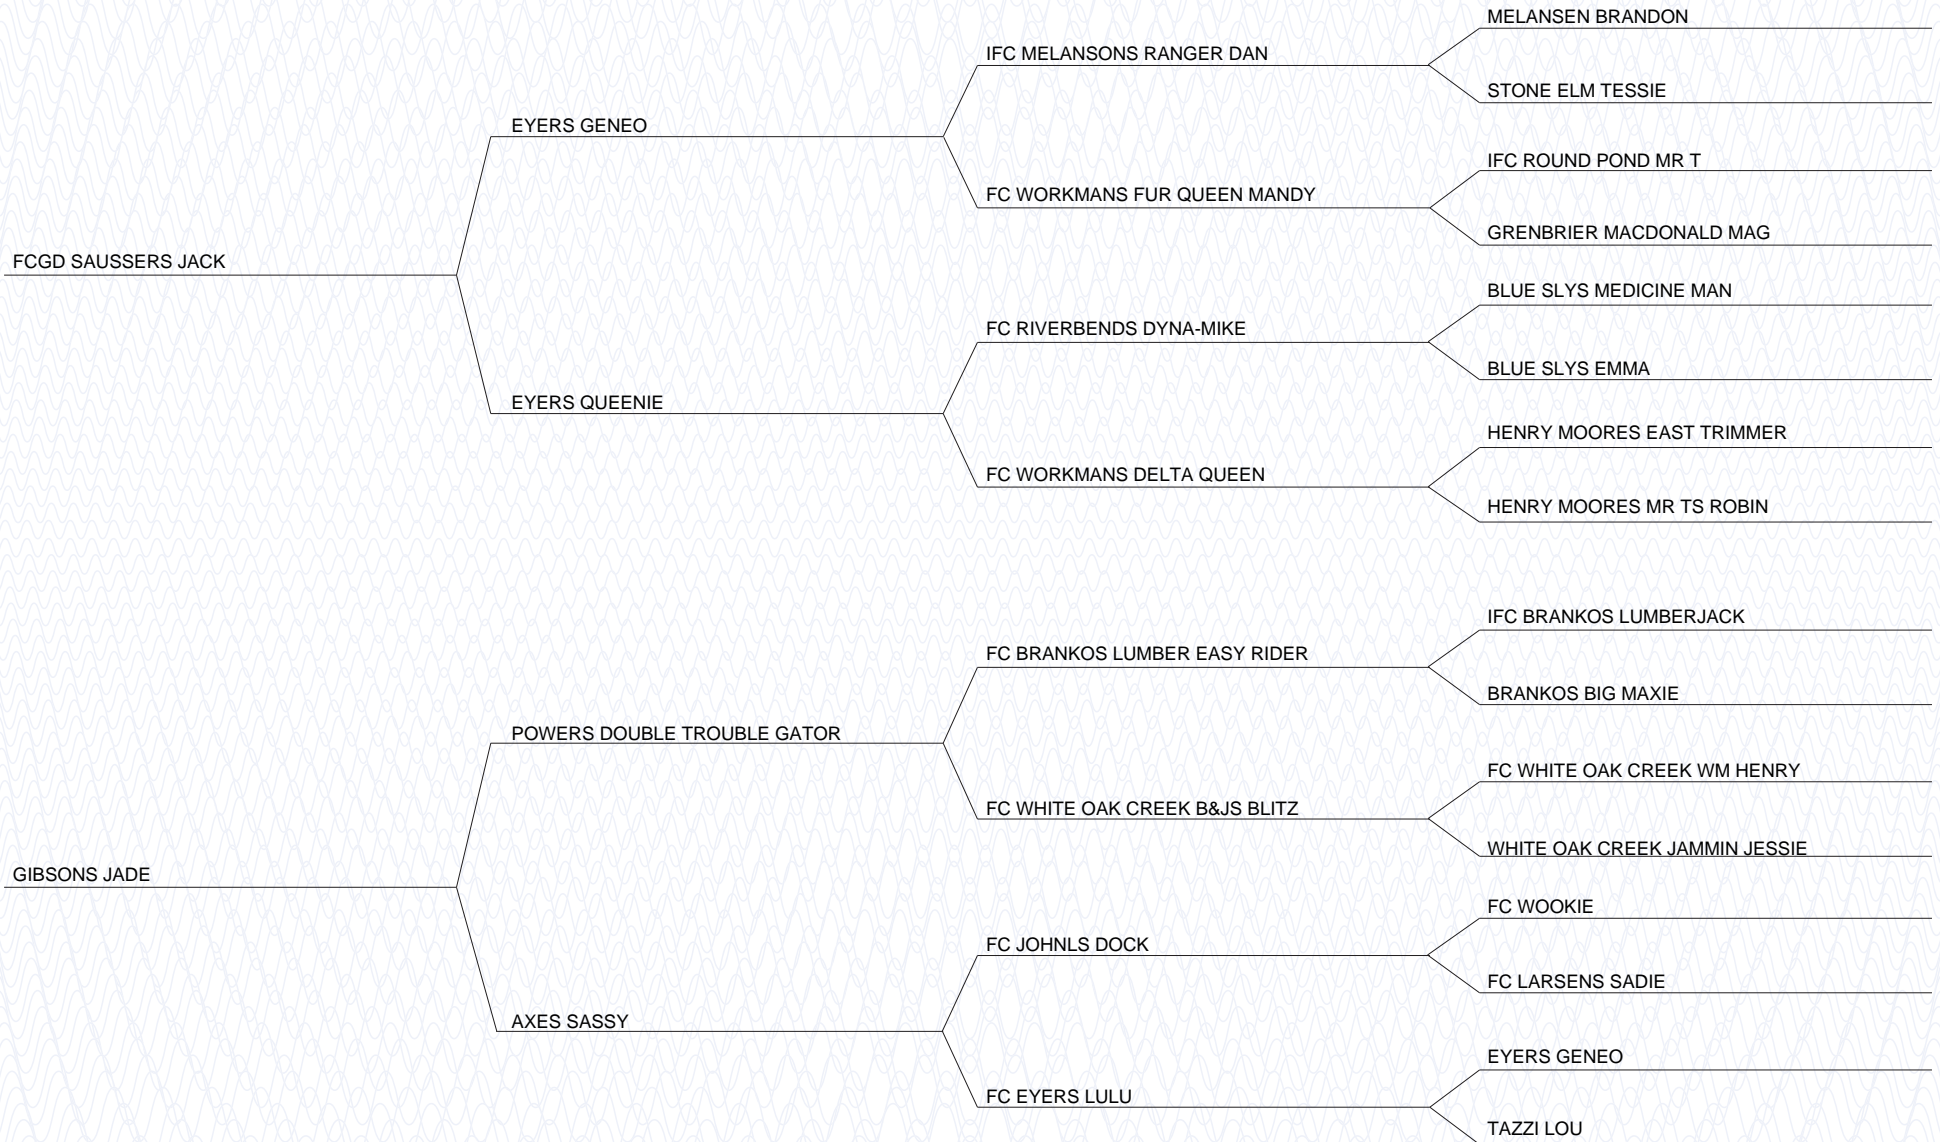 MELANSEN BRANDON
IFC MELANSONS RANGER DAN
STONE ELM TESSIE
EYERS GENEO
IFC ROUND POND MR T
FC WORKMANS FUR QUEEN MANDY
GRENBRIER MACDONALD MAG
FCGD SAUSSERS JACK
BLUE SLYS MEDICINE MAN
FC RIVERBENDS DYNA-MIKE
BLUE SLYS EMMA
EYERS QUEENIE
HENRY MOORES EAST TRIMMER
FC WORKMANS DELTA QUEEN
HENRY MOORES MR TS ROBIN
IFC BRANKOS LUMBERJACK
FC BRANKOS LUMBER EASY RIDER
BRANKOS BIG MAXIE
POWERS DOUBLE TROUBLE GATOR
FC WHITE OAK CREEK WM HENRY
FC WHITE OAK CREEK B&JS BLITZ
WHITE OAK CREEK JAMMIN JESSIE
GIBSONS JADE
FC WOOKIE
FC JOHNLS DOCK
FC LARSENS SADIE
AXES SASSY
EYERS GENEO
FC EYERS LULU
TAZZI LOU